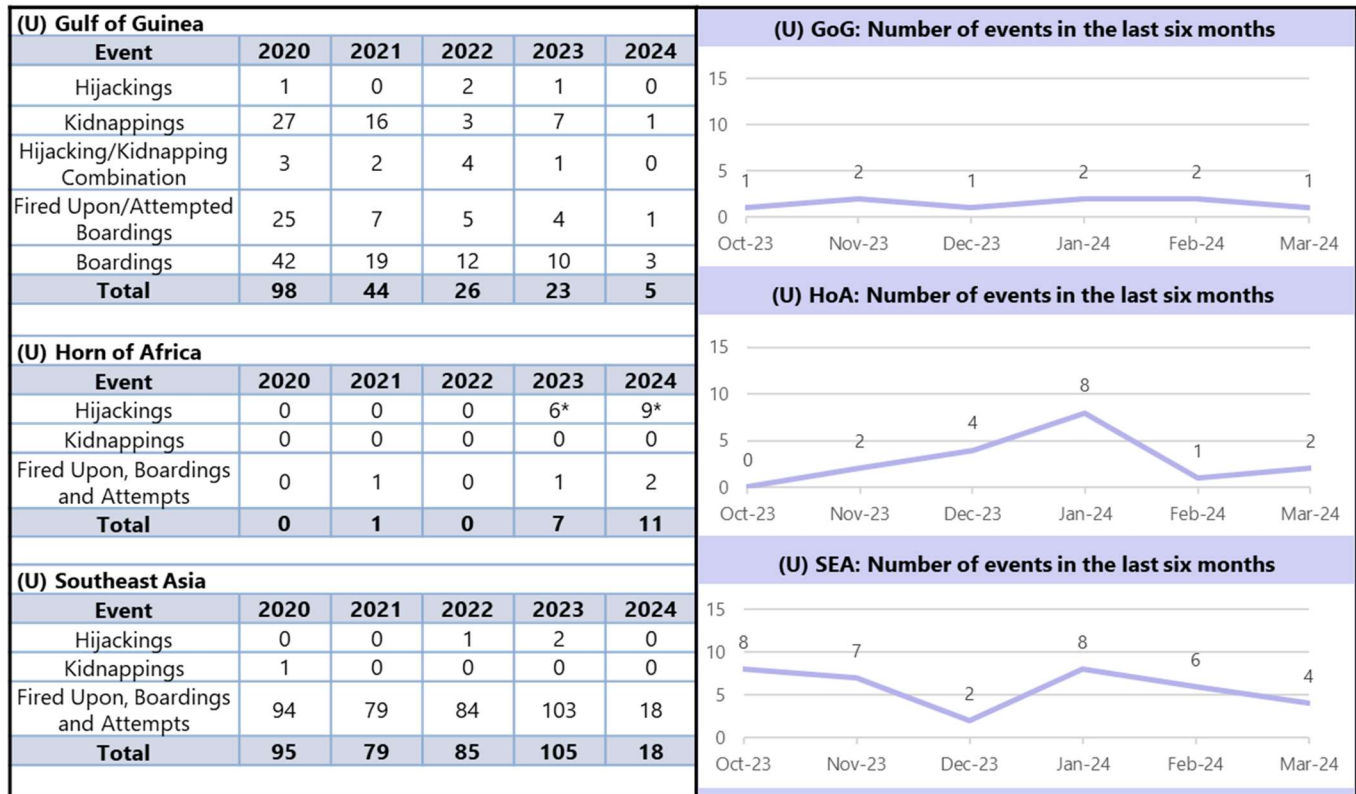 (U) Gulf of Guinea
Event 2020 2021 2022 2023 2024
Hijackings 1 0 2 1 0
Kidnappings 27 16 3 7 1
Hijacking/Kidnapping
Combination 3 2 4 1 0
Fired Upon/Attempted
Boardings 25 7 5 4 1
Boardings 42 19 12 10 3
Total 98 44 26 23 5
(U) Horn of Africa
Event 2020 2021 2022 2023 2024
Hijackings 0 0 0 6* 9*
Kidnappings 0 0 0 0 0
Fired Upon, Boardings
and Attempts 0 1 0 1 2
Total 0 1 0 7 11
(U) Southeast Asia
Event 2020 2021 2022 2023 2024
Hijackings 0 0 1 2 0
Kidnappings 1 0 0 0 0
Fired Upon, Boardings
and Attempts 94 79 84 103 18
Total 95 79 85 105 18
(U) GoG: Number of events in the last six months
15
10
5
0
1 2 1 2 2 1
Oct-23 Nov-23 Dec-23 Jan-24 Feb-24 Mar-24
(U) HoA: Number of events in the last six months
15
10
5
0
0 2 4 8 1 2
Oct-23 Nov-23 Dec-23 Jan-24 Feb-24 Mar-24
(U) SEA: Number of events in the last six months
15
10
5
0
8 7 2 8 6 4
Oct-23 Nov-23 Dec-23 Jan-24 Feb-24 Mar-24